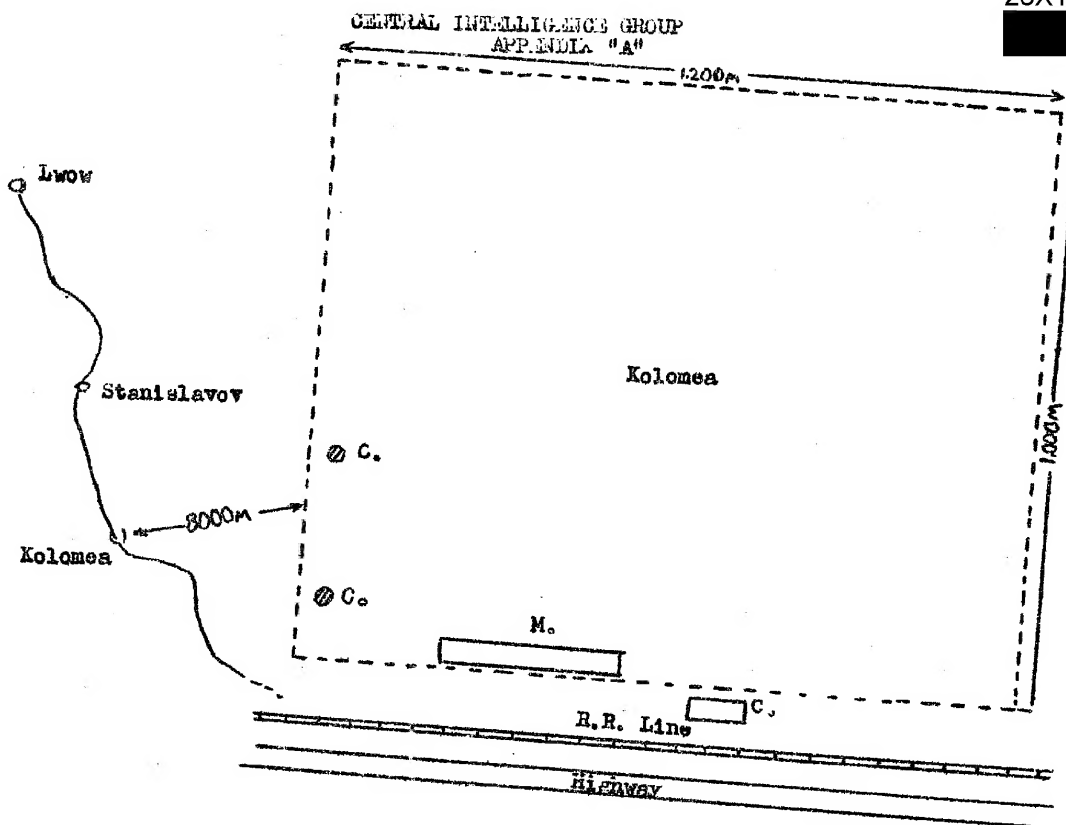 CENTRAL INTELLIGENCE GROUP
APPENDIX "A"
1200m
Lwow
Kolomea
Stanislavov
1000M
C.
8000M
Kolomea
C.
M.
C.
R.R. Line
Highway